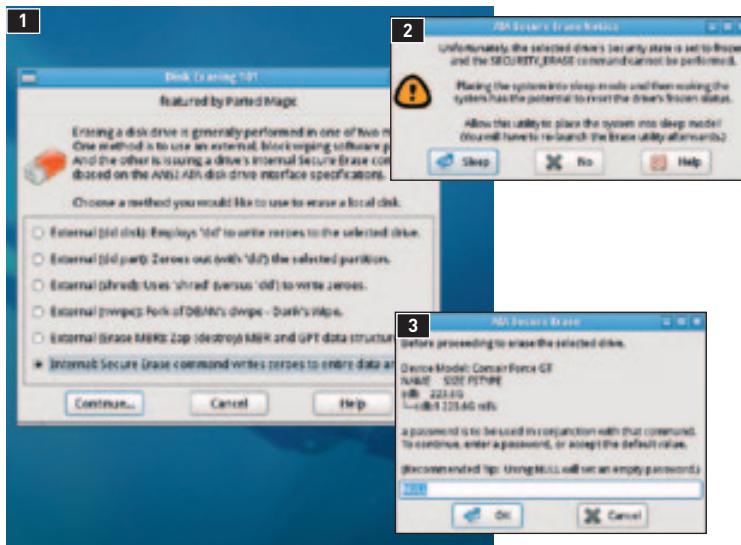 1
Disk Erasing 101
featured by Parted Magic
Erasing a disk drive is generally performed in one of two m
One method is to use an external, block wiping software p
And the other is issuing a drive's internal Secure Erase com
(based on the ANSI ATA disk drive interface specification).
Choose a method you would like to use to erase a local disk.
External (dd disk): Employs 'dd' to write zeroes to the selected drive.
External (dd part): Zeroes out (with 'dd') the selected partition.
External (shred): Uses 'shred' (versus 'dd') to write zeroes.
External (nwipe): Fork of DBAN's dwipe - Darik's Wipe.
External (Erase MBR): Zap (destroy) MBR and GPT data structur
Internal: Secure Erase command writes zeroes to entire data ar
Continue... Cancel Help
2
ATA Secure Erase Notice
Unfortunately, the selected drive's security state is set to frozen
and the SECURITY_ERASE command cannot be performed.
Placing the system into sleep mode and then waking the
system has the potential to reset the drive's frozen status.
Allow this utility to place the system into sleep mode?
(You will have to re-launch the Erase utility afterwards.)
Sleep No Help
3
ATA Secure Erase
Before proceeding to erase the selected drive.
Device Model: Corsair Force GT
NAME SIZE FSTYPE
sdb 223.6G
└─sdb1 223.6G ntfs
a password is to be used in conjunction with that command.
To continue, enter a password, or accept the default value.
(Recommended Tip: Using NULL will set an empty password.)
NULL
OK Cancel